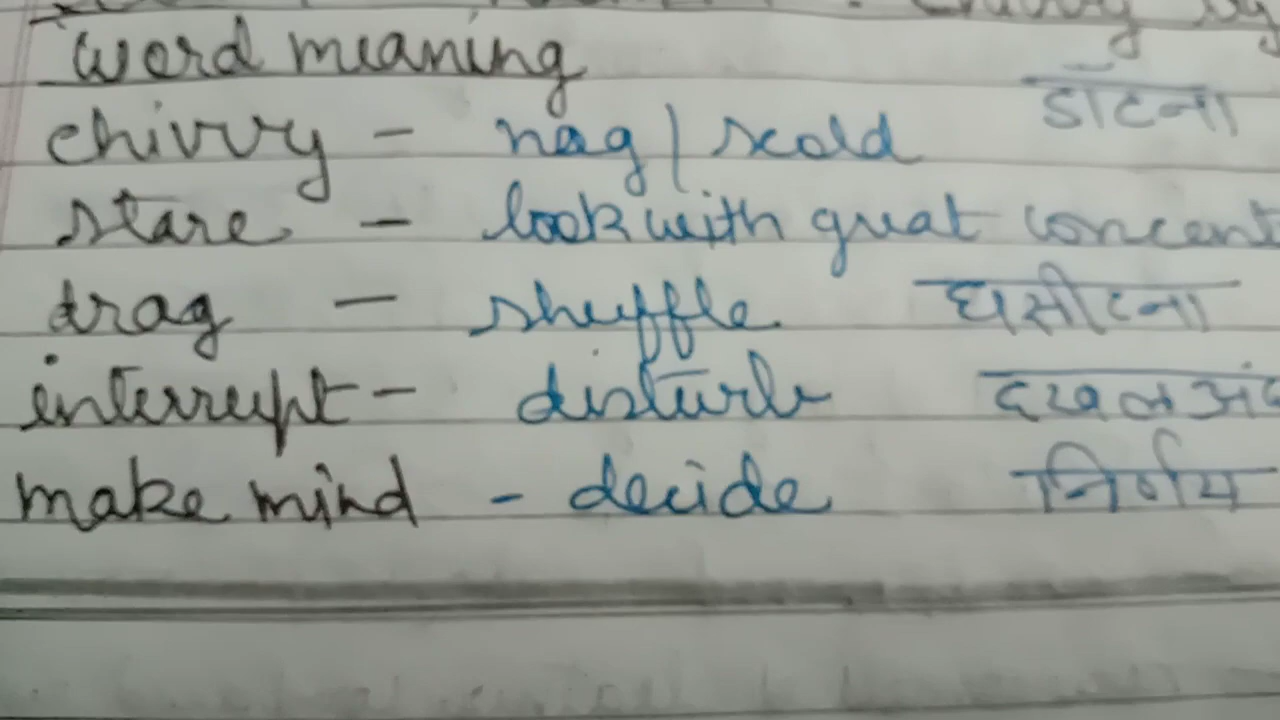 word meaning
chivvy - nag / scold डाँटना
stare - look with great concent
drag - shuffle घसीटना
interrupt - disturb
make mind - decide निर्णय